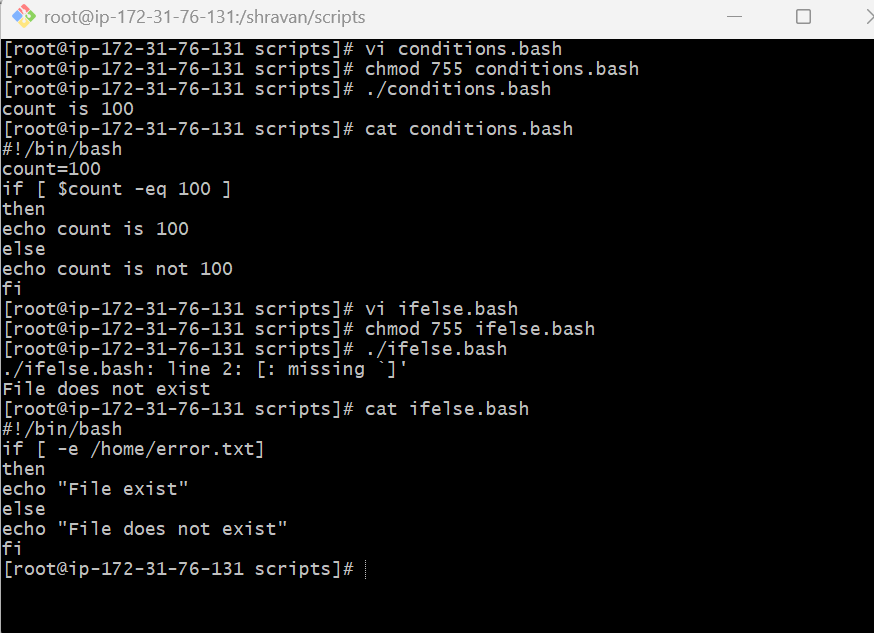 root@ip-172-31-76-131:/shravan/scripts
[root@ip-172-31-76-131 scripts]# vi conditions.bash
[root@ip-172-31-76-131 scripts]# chmod 755 conditions.bash
[root@ip-172-31-76-131 scripts]# ./conditions.bash
count is 100
[root@ip-172-31-76-131 scripts]# cat conditions.bash
#!/bin/bash
count=100
if [ $count -eq 100 ]
then
echo count is 100
else
echo count is not 100
fi
[root@ip-172-31-76-131 scripts]# vi ifelse.bash
[root@ip-172-31-76-131 scripts]# chmod 755 ifelse.bash
[root@ip-172-31-76-131 scripts]# ./ifelse.bash
./ifelse.bash: line 2: [: missing `]'
File does not exist
[root@ip-172-31-76-131 scripts]# cat ifelse.bash
#!/bin/bash
if [ -e /home/error.txt]
then
echo "File exist"
else
echo "File does not exist"
fi
[root@ip-172-31-76-131 scripts]#